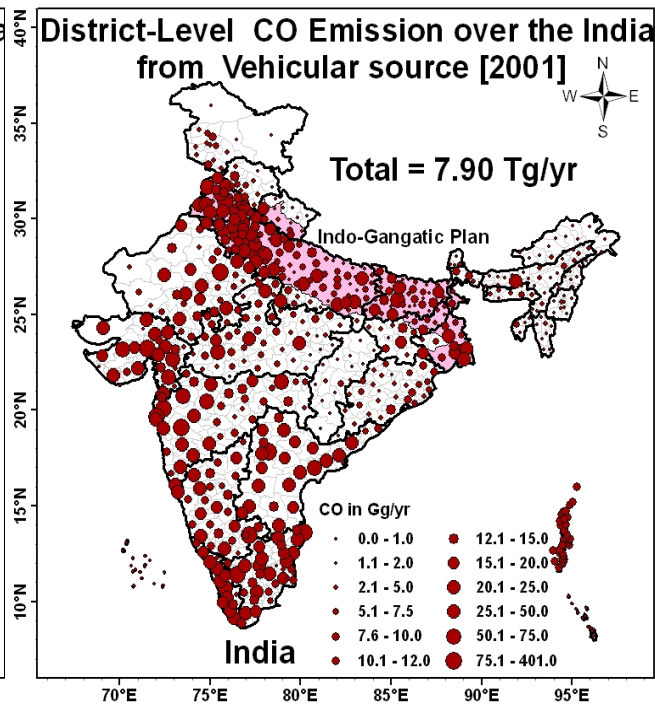 a
District-Level CO Emission over the India
from Vehicular source [2001]
N
W E
S
Total = 7.90 Tg/yr
Indo-Gangatic Plan
40°N
35°N
30°N
25°N
20°N
15°N
10°N
CO in Gg/yr
0.0 - 1.0
1.1 - 2.0
2.1 - 5.0
5.1 - 7.5
7.6 - 10.0
10.1 - 12.0
12.1 - 15.0
15.1 - 20.0
20.1 - 25.0
25.1 - 50.0
50.1 - 75.0
75.1 - 401.0
India
70°E 75°E 80°E 85°E 90°E 95°E